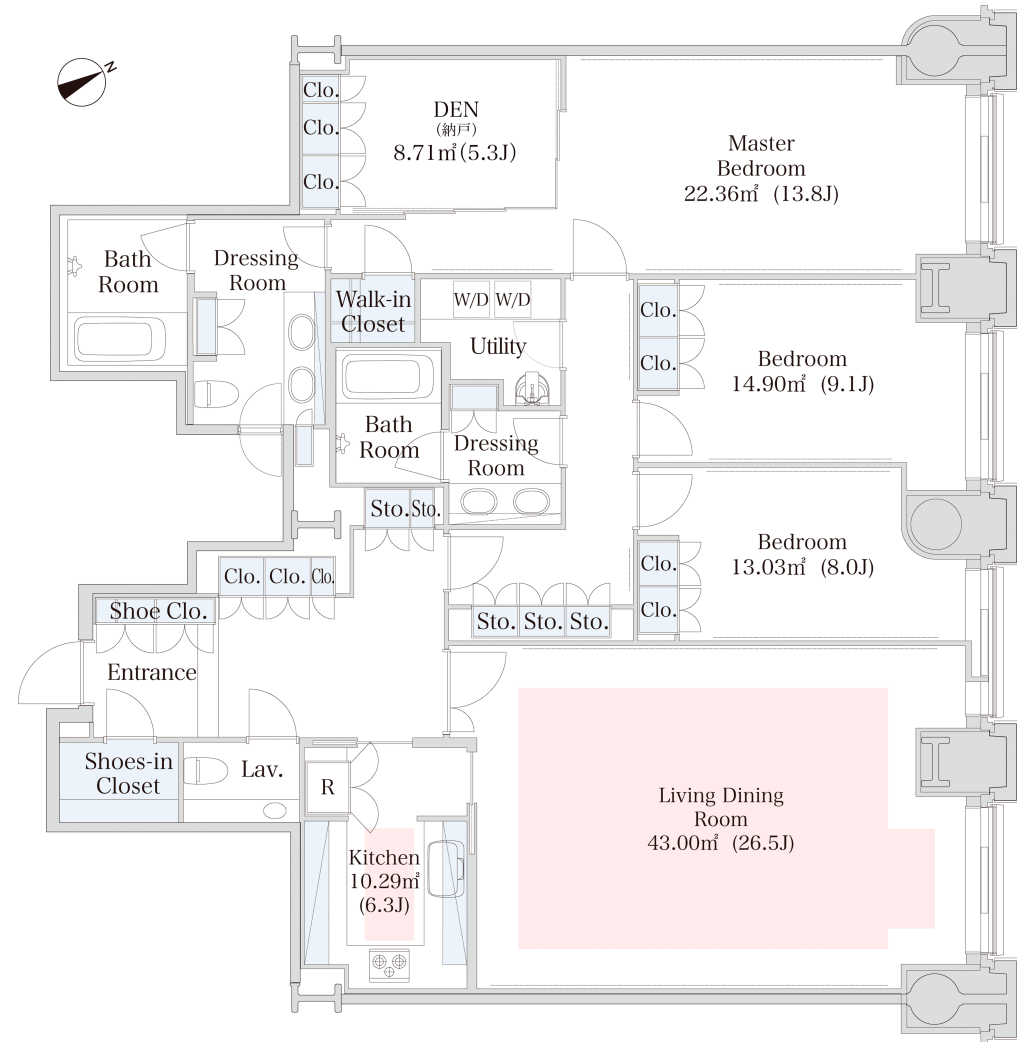 N
Clo.
Clo.
Clo.
DEN
(納戸)
8.71㎡(5.3J)
Master
Bedroom
22.36㎡ (13.8J)
Bath
Room
Dressing
Room
Walk-in
Closet
W/D
W/D
Utility
Clo.
Clo.
Bedroom
14.90㎡ (9.1J)
Bath
Room
Dressing
Room
Sto.
Sto.
Bedroom
13.03㎡ (8.0J)
Clo.
Clo.
Clo.
Clo.
Clo.
Shoe Clo.
Sto.
Sto.
Sto.
Entrance
Shoes-in
Closet
Lav.
R
Living Dining
Room
43.00㎡ (26.5J)
Kitchen
10.29㎡
(6.3J)